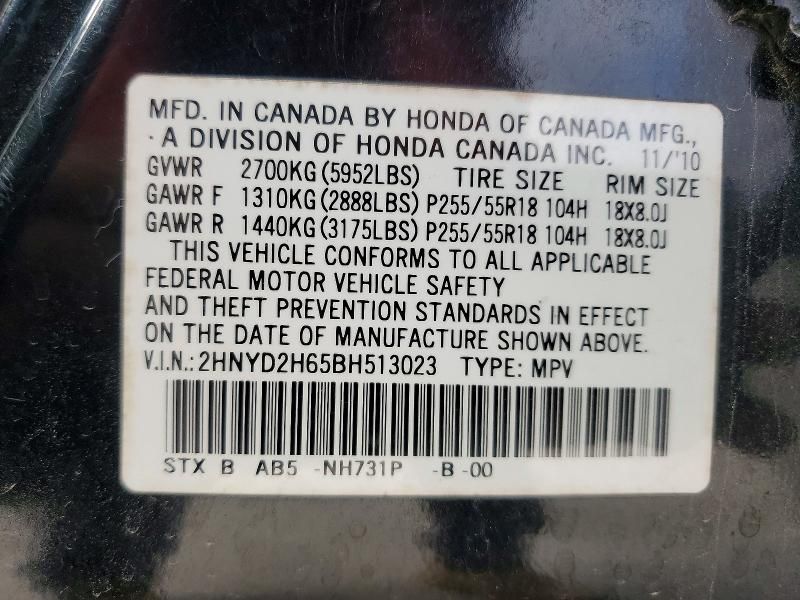 MFD. IN CANADA BY HONDA OF CANADA MFG.,
A DIVISION OF HONDA CANADA INC. 11/'10
GVWR 2700KG (5952LBS) TIRE SIZE RIM SIZE
GAWR F 1310KG (2888LBS) P255/55R18 104H 18X8.0J
GAWR R 1440KG (3175LBS) P255/55R18 104H 18X8.0J
THIS VEHICLE CONFORMS TO ALL APPLICABLE
FEDERAL MOTOR VEHICLE SAFETY
AND THEFT PREVENTION STANDARDS IN EFFECT
ON THE DATE OF MANUFACTURE SHOWN ABOVE.
V.I.N.: 2HNYD2H65BH513023 TYPE: MPV
STX B AB5 -NH731P -B -00